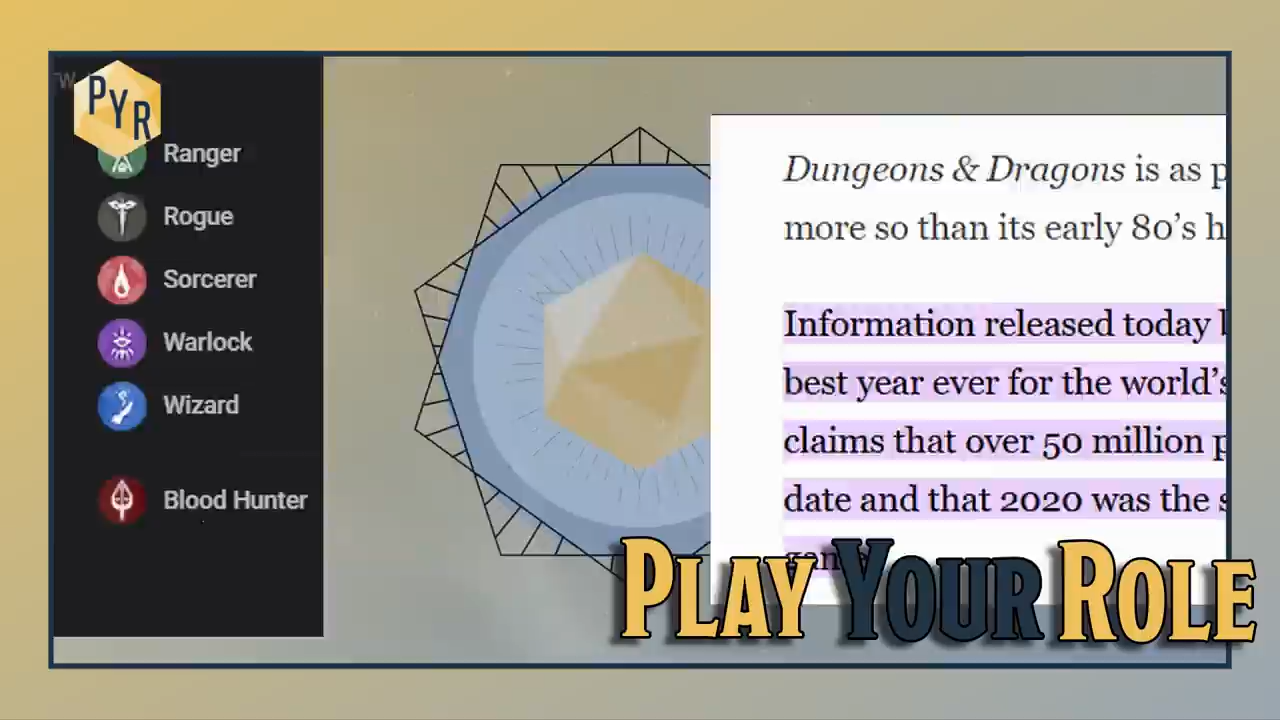 PYR
Ranger
Rogue
Sorcerer
Warlock
Wizard
Blood Hunter
Dungeons & Dragons is as p
more so than its early 80's h
Information released today
best year ever for the world's
claims that over 50 million p
date and that 2020 was the s
PLAY YOUR ROLE